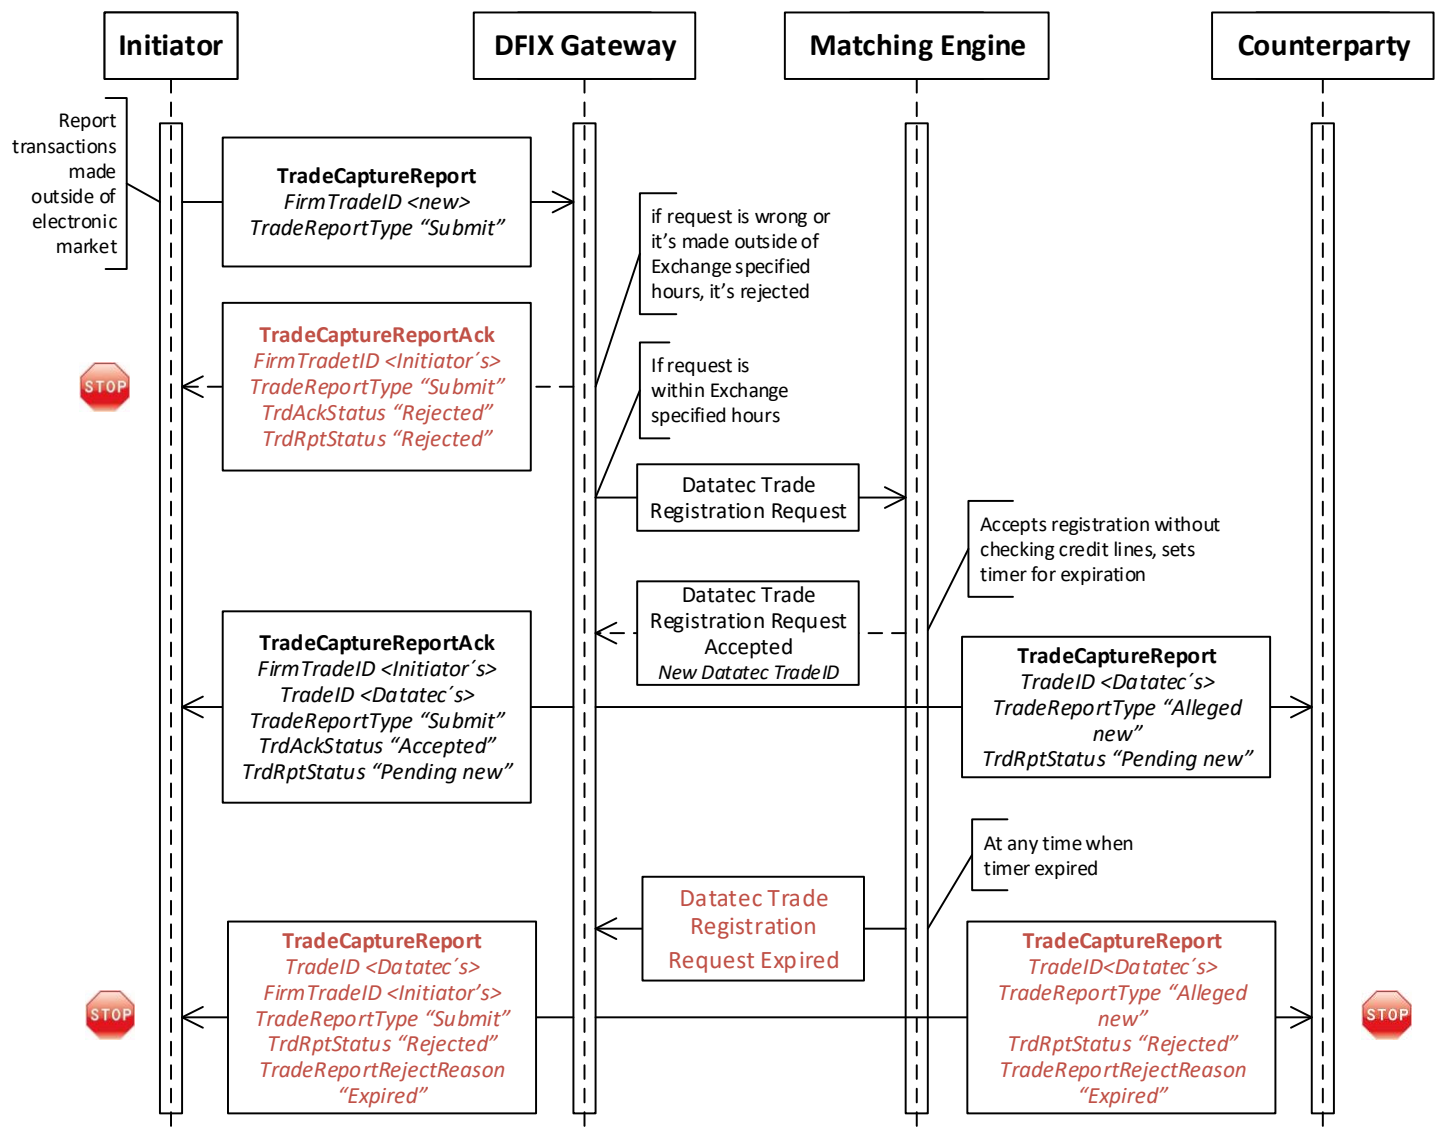 Initiator
DFIX Gateway
Matching Engine
Counterparty
Report
transactions
made
outside of
electronic
market
TradeCaptureReport
FirmTradeID <new>
TradeReportType “Submit”
if request is wrong or
it’s made outside of
Exchange specified
hours, it’s rejected
TradeCaptureReportAck
FirmTradetID <Initiator´s>
TradeReportType “Submit”
TrdAckStatus “Rejected”
TrdRptStatus “Rejected”
STOP
If request is
within Exchange
specified hours
Datatec Trade
Registration Request
Accepts registration without
checking credit lines, sets
timer for expiration
Datatec Trade
Registration Request
Accepted
New Datatec TradeID
TradeCaptureReportAck
FirmTradeID <Initiator´s>
TradeID <Datatec´s>
TradeReportType “Submit”
TrdAckStatus “Accepted”
TrdRptStatus “Pending new”
TradeCaptureReport
TradeID <Datatec´s>
TradeReportType “Alleged
new”
TrdRptStatus “Pending new”
At any time when
timer expired
Datatec Trade
Registration
Request Expired
TradeCaptureReport
TradeID <Datatec´s>
FirmTradeID <Initiator’s>
TradeReportType “Submit”
TrdRptStatus “Rejected”
TradeReportRejectReason
“Expired”
STOP
TradeCaptureReport
TradeID<Datatec´s>
TradeReportType “Alleged
new”
TrdRptStatus “Rejected”
TradeReportRejectReason
“Expired”
STOP